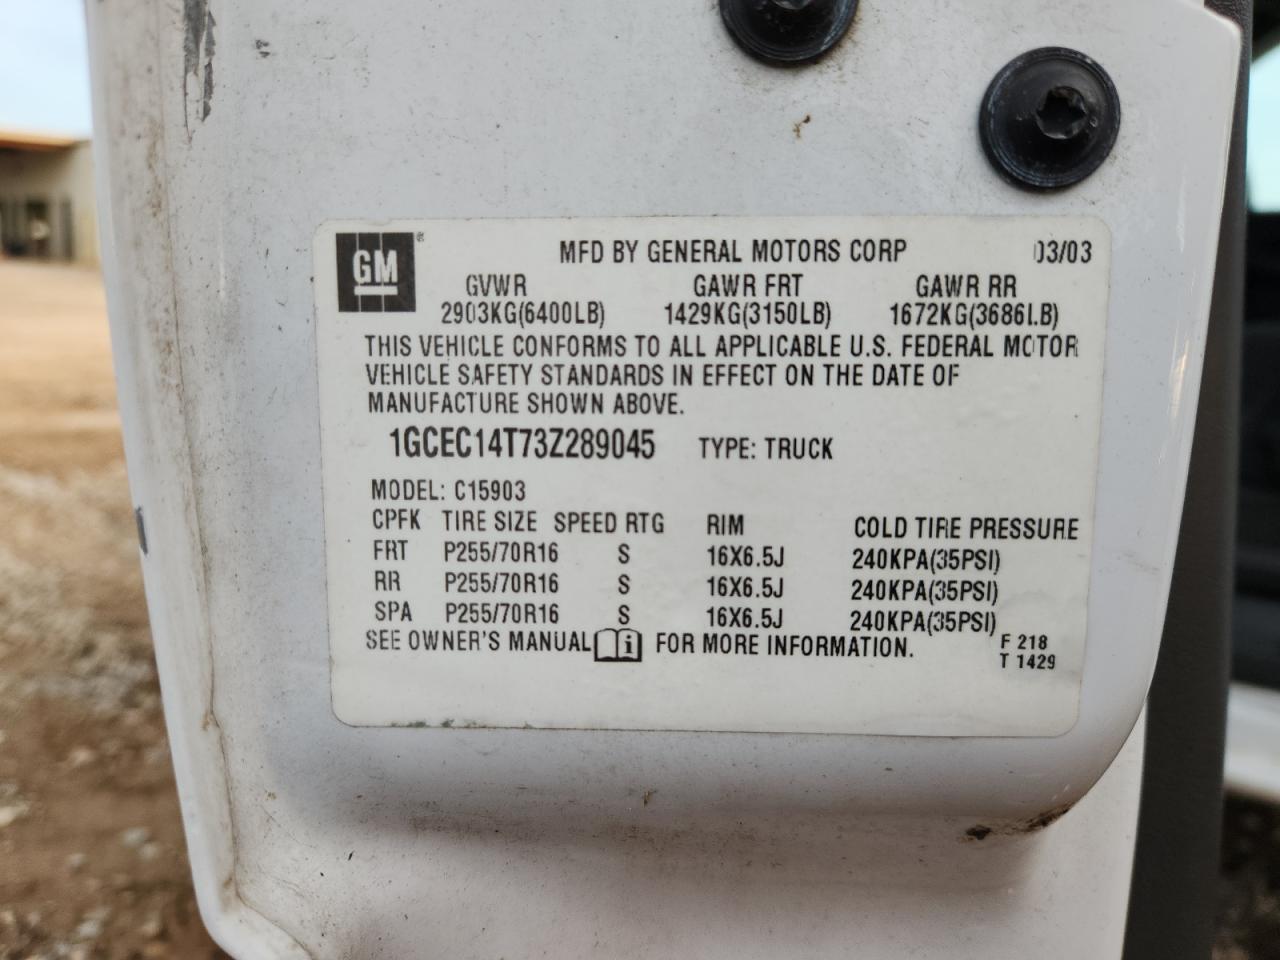 GM® MFD BY GENERAL MOTORS CORP 03/03
GVWR GAWR FRT GAWR RR
2903KG(6400LB) 1429KG(3150LB) 1672KG(3686LB)
THIS VEHICLE CONFORMS TO ALL APPLICABLE U.S. FEDERAL MOTOR
VEHICLE SAFETY STANDARDS IN EFFECT ON THE DATE OF
MANUFACTURE SHOWN ABOVE.
1GCEC14T73Z289045 TYPE: TRUCK
MODEL: C15903
CPFK TIRE SIZE SPEED RTG RIM COLD TIRE PRESSURE
FRT P255/70R16 S 16X6.5J 240KPA(35PSI)
RR P255/70R16 S 16X6.5J 240KPA(35PSI)
SPA P255/70R16 S 16X6.5J 240KPA(35PSI)
SEE OWNER'S MANUAL i FOR MORE INFORMATION.
F 218
T 1429